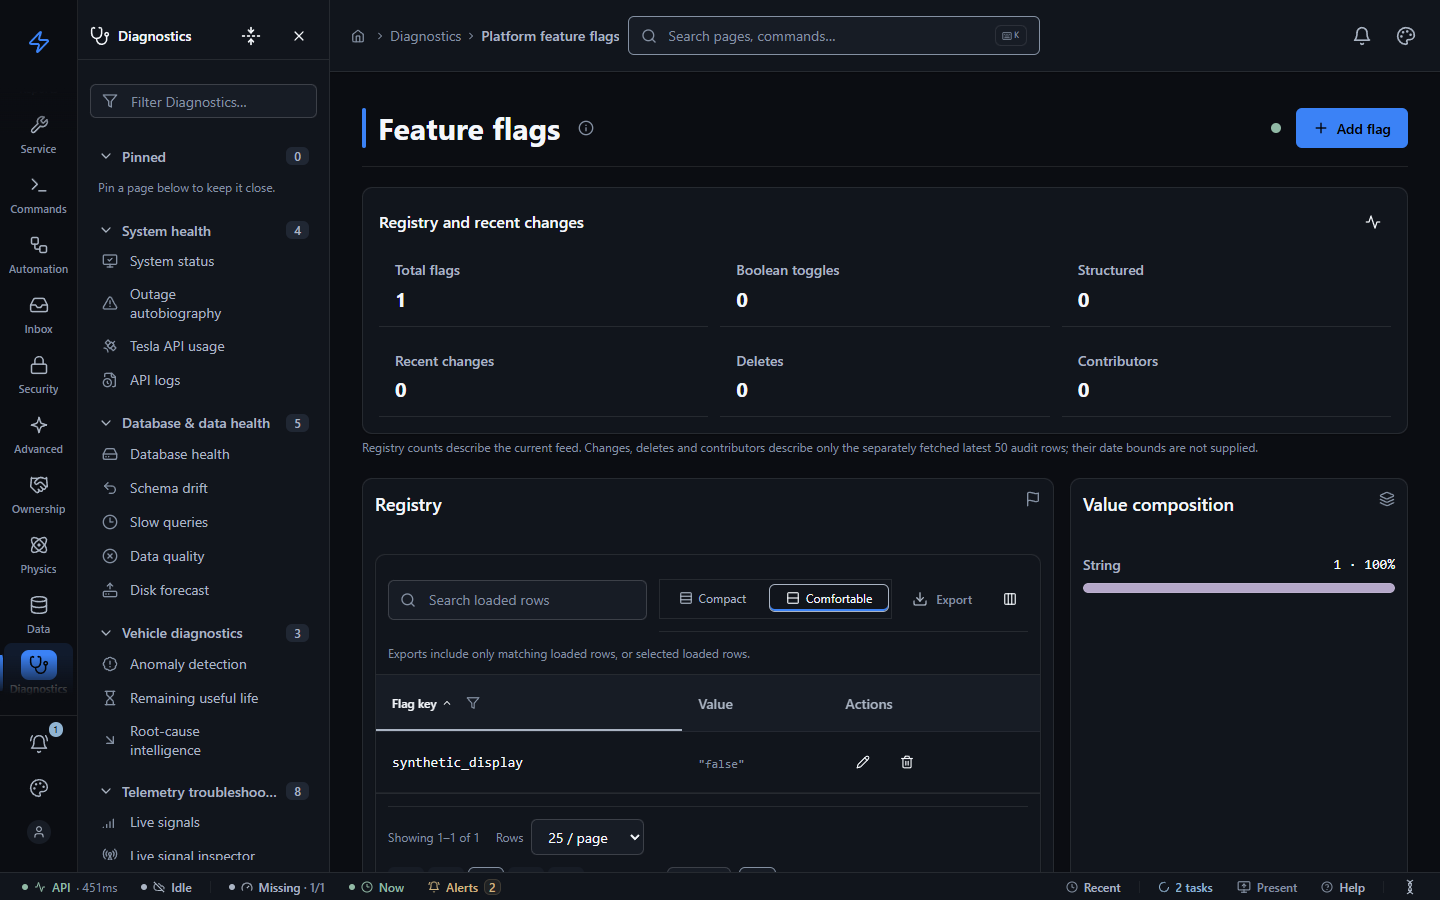 Diagnostics
Diagnostics
Platform feature flags
Search pages, commands...
K
Service
Commands
Automation
Inbox
Security
Advanced
Ownership
Physics
Data
Diagnostics
1
Filter Diagnostics...
Pinned
0
Pin a page below to keep it close.
System health
4
System status
Outage
autobiography
Tesla API usage
API logs
Database & data health
5
Database health
Schema drift
Slow queries
Data quality
Disk forecast
Vehicle diagnostics
3
Anomaly detection
Remaining useful life
Root-cause
intelligence
Telemetry troubleshoo...
8
Live signals
Live signal inspector
Feature flags
Add flag
Registry and recent changes
Total flags
1
Boolean toggles
0
Structured
0
Recent changes
0
Deletes
0
Contributors
0
Registry counts describe the current feed. Changes, deletes and contributors describe only the separately fetched latest 50 audit rows; their date bounds are not supplied.
Registry
Search loaded rows
Compact
Comfortable
Export
Exports include only matching loaded rows, or selected loaded rows.
Flag key
Value
Actions
synthetic_display
"false"
Showing 1–1 of 1
Rows
25 / page
Value composition
String
1 · 100%
API · 451ms
Idle
Missing · 1/1
Now
Alerts 2
Recent
2 tasks
Present
Help